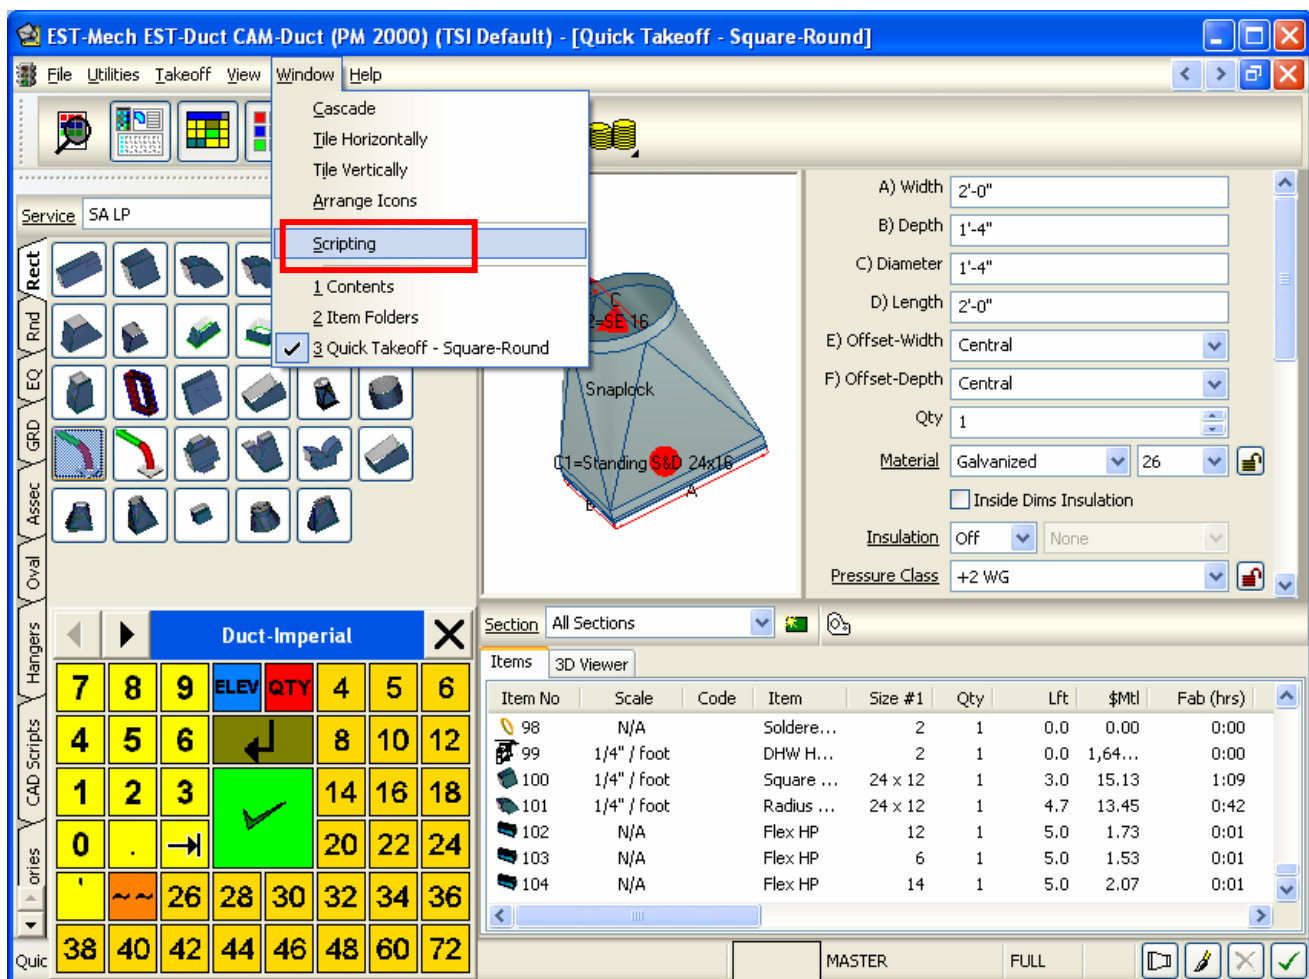 EST-Mech EST-Duct CAM-Duct (PM 2000) (TSI Default) - [Quick Takeoff - Square-Round]
File Utilities Takeoff View Window Help
Cascade
Tile Horizontally
Tile Vertically
Arrange Icons
Scripting
1 Contents
2 Item Folders
3 Quick Takeoff - Square-Round
Service SA LP
Rect
Rnd
EQ
GRD
Assec
Oval
Hangers
CAD Scripts
ories
Quic
C
2=SE 16
Snaplock
C1=Standing S&D 24x16
A
B
A) Width 2'-0"
B) Depth 1'-4"
C) Diameter 1'-4"
D) Length 2'-0"
E) Offset-Width Central
F) Offset-Depth Central
Qty 1
Material Galvanized 26
Inside Dims Insulation
Insulation Off None
Pressure Class +2 WG
Duct-Imperial
7 8 9 ELEV QTY 4 5 6
4 5 6 8 10 12
1 2 3 14 16 18
0 . 20 22 24
' ~~ 26 28 30 32 34 36
38 40 42 44 46 48 60 72
Section All Sections
Items 3D Viewer
Item No Scale Code Item Size #1 Qty Lft $Mtl Fab (hrs)
98 N/A Soldere... 2 1 0.0 0.00 0:00
99 1/4" / foot DHW H... 2 1 0.0 1,64... 0:00
100 1/4" / foot Square ... 24 x 12 1 3.0 15.13 1:09
101 1/4" / foot Radius ... 24 x 12 1 4.7 13.45 0:42
102 N/A Flex HP 12 1 5.0 1.73 0:01
103 N/A Flex HP 6 1 5.0 1.53 0:01
104 N/A Flex HP 14 1 5.0 2.07 0:01
MASTER FULL